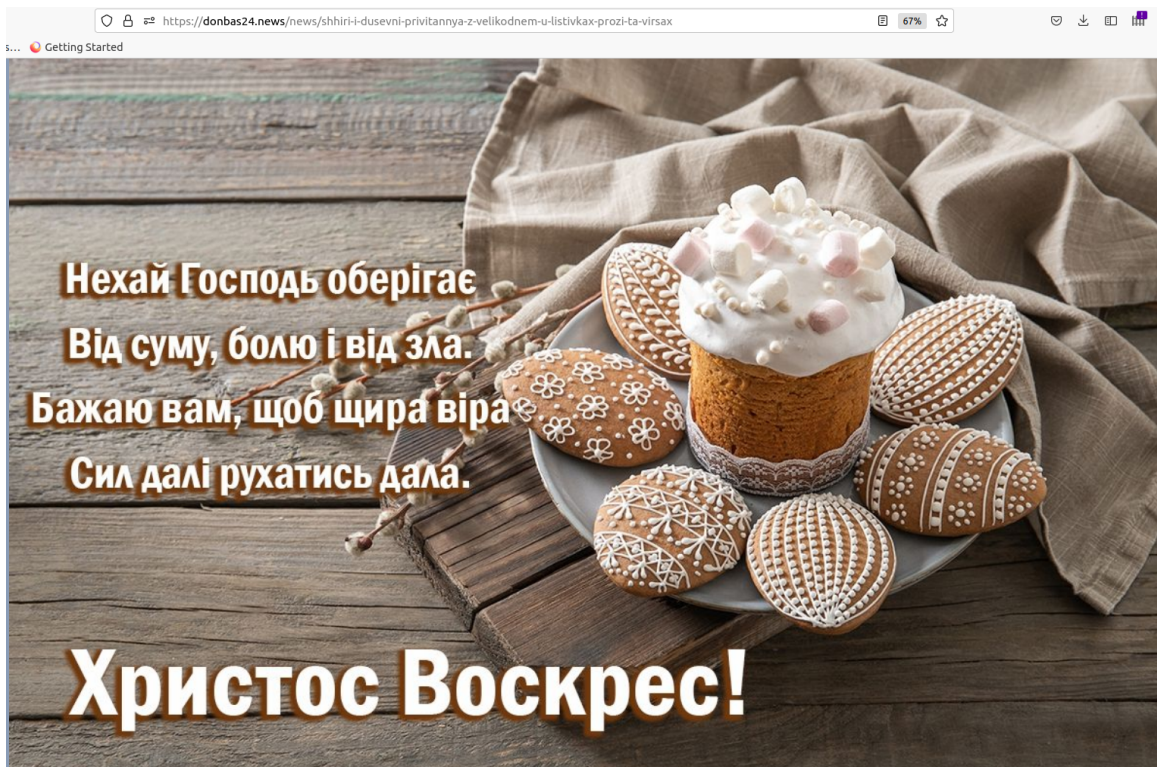 https://donbas24.news/news/shhiri-i-dusevni-privitannya-z-velikodnem-u-listivkax-prozi-ta-virsax
67%
s... Getting Started
Нехай Господь оберігає
Від суму, болю і від зла.
Бажаю вам, щоб щира віра
Сил далі рухатись дала.
Христос Воскрес!